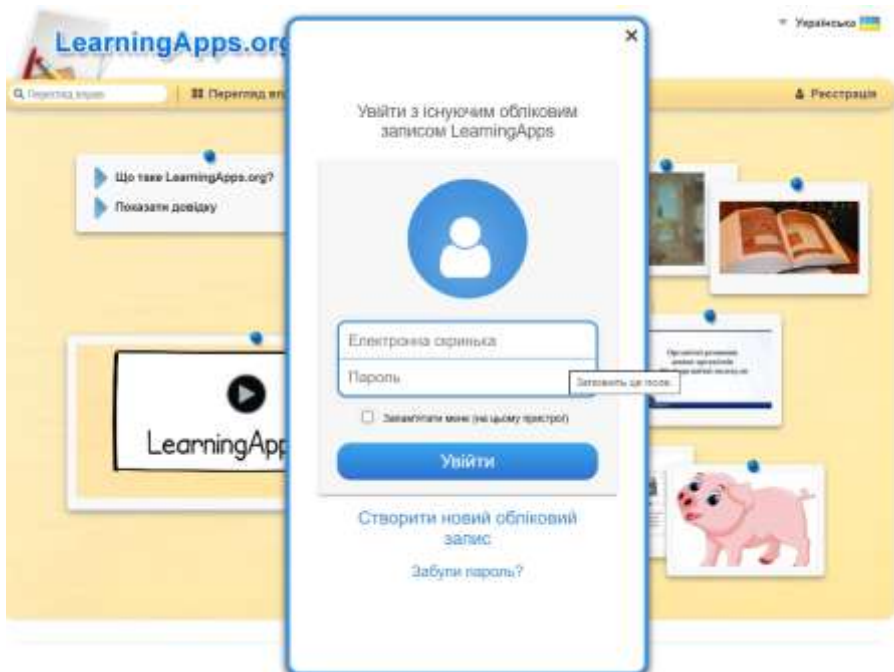 LearningApps.org
Українська
Перегляд вправ
Перегляд
Реєстрація
Що таке LearningApps.org?
Показати довідку
LearningApp
×
Увійти з існуючим обліковим
записом LearningApps
Електронна скринька
Пароль
Заповніть це поле.
Запам'ятати мене (на цьому пристрої)
Увійти
Створити новий обліковий
запис
Забули пароль?